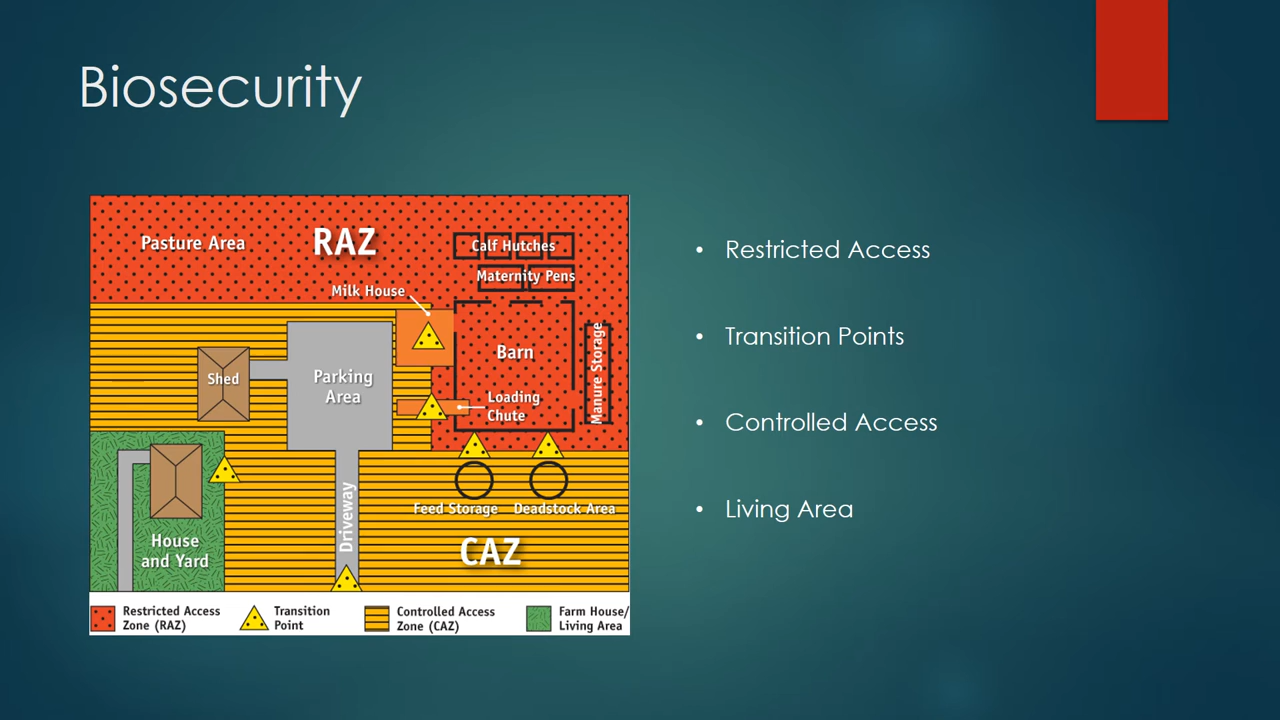 Biosecurity
Pasture Area
RAZ
Calf Hutches
Maternity Pens
Milk House
Barn
Manure Storage
Shed
Parking
Area
Loading
Chute
Feed Storage
Deadstock Area
Driveway
House
and Yard
CAZ
Restricted Access
Zone (RAZ)
Transition
Point
Controlled Access
Zone (CAZ)
Farm House/
Living Area
• Restricted Access
• Transition Points
• Controlled Access
• Living Area